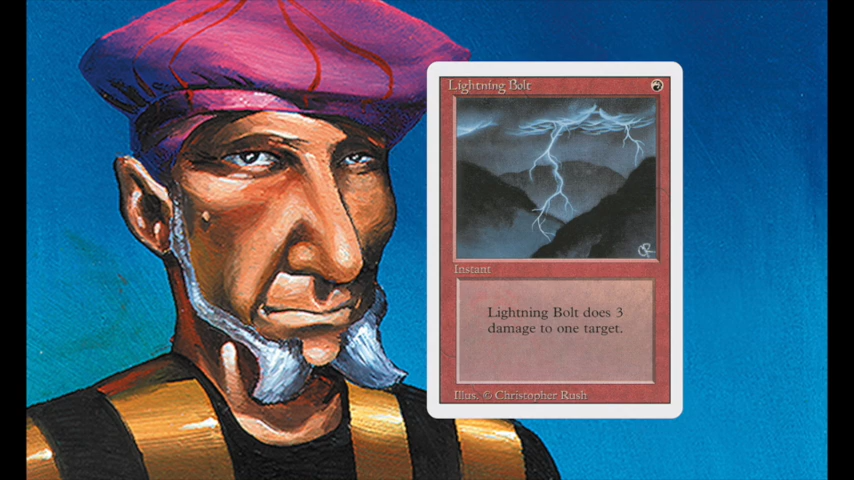 Lightning Bolt
Instant
Lightning Bolt does 3
damage to one target.
Illus. © Christopher Rush